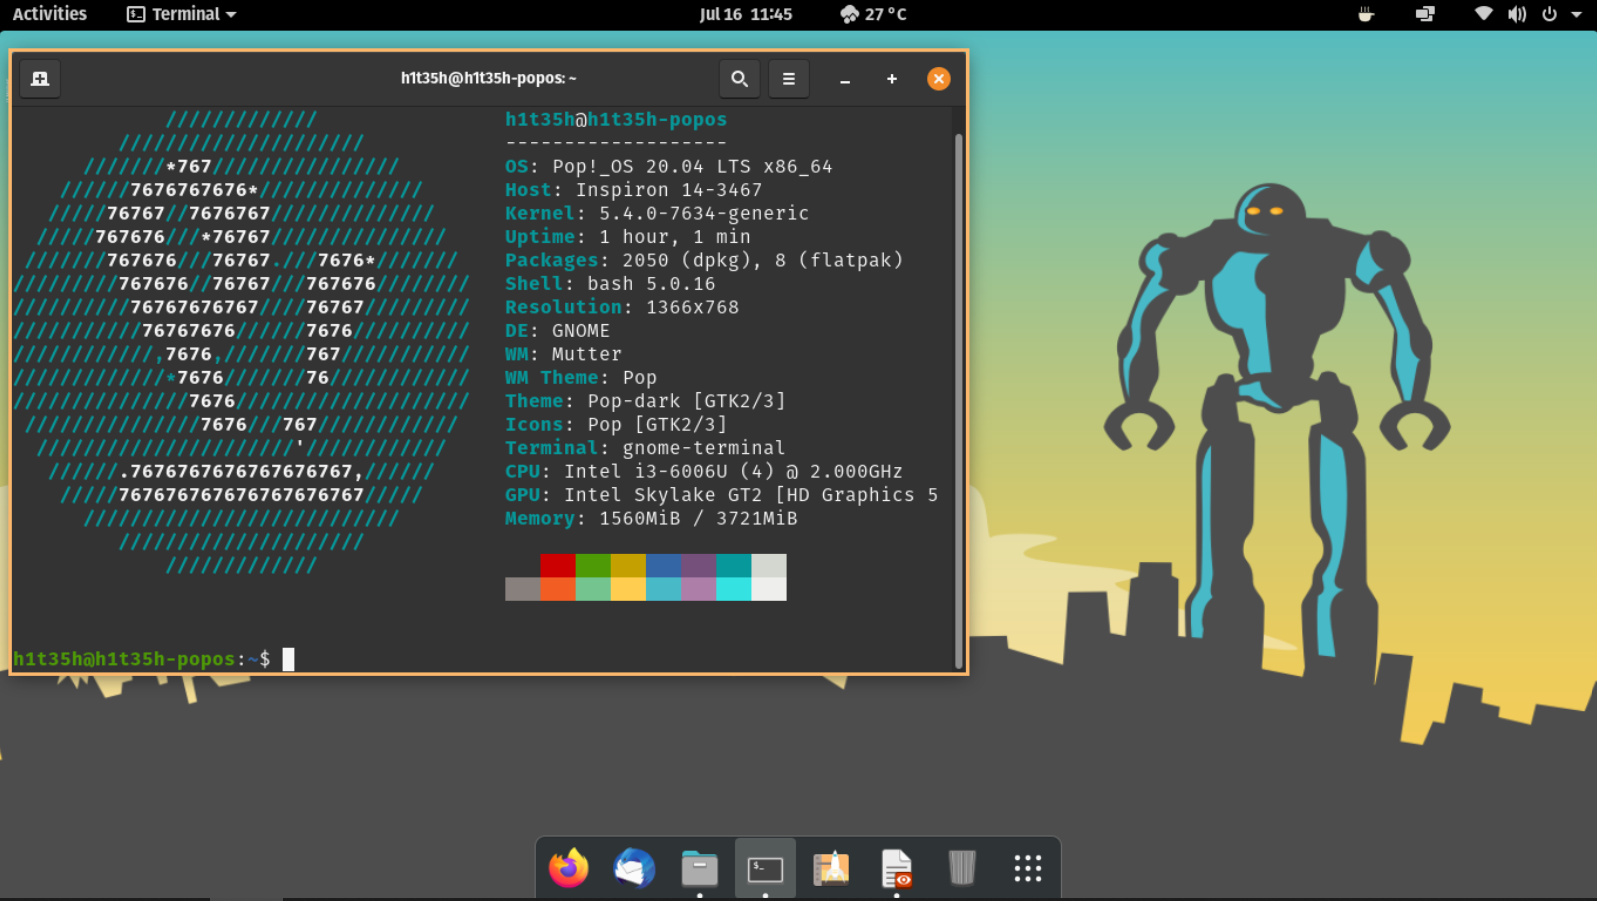 Activities Terminal Jul 16 11:45 27 °C
h1t35h@h1t35h-popos: ~
///////////// h1t35h@h1t35h-popos
///////////////////// -------------------
///////*767//////////////// OS: Pop!_OS 20.04 LTS x86_64
//////7676767676*////////////// Host: Inspiron 14-3467
/////76767//7676767////////////// Kernel: 5.4.0-7634-generic
/////767676///*76767/////////////// Uptime: 1 hour, 1 min
///////767676///76767.///7676*/////// Packages: 2050 (dpkg), 8 (flatpak)
/////////767676//76767///767676//////// Shell: bash 5.0.16
//////////76767676767////76767///////// Resolution: 1366x768
///////////76767676//////7676////////// DE: GNOME
////////////,7676,///////767/////////// WM: Mutter
/////////////*7676///////76//////////// WM Theme: Pop
///////////////7676//////////////////// Theme: Pop-dark [GTK2/3]
///////////////7676///767//////////// Icons: Pop [GTK2/3]
//////////////////////'//////////// Terminal: gnome-terminal
//////.7676767676767676767,////// CPU: Intel i3-6006U (4) @ 2.000GHz
/////767676767676767676767///// GPU: Intel Skylake GT2 [HD Graphics 5
/////////////////////////// Memory: 1560MiB / 3721MiB
/////////////////////
/////////////
h1t35h@h1t35h-popos:~$